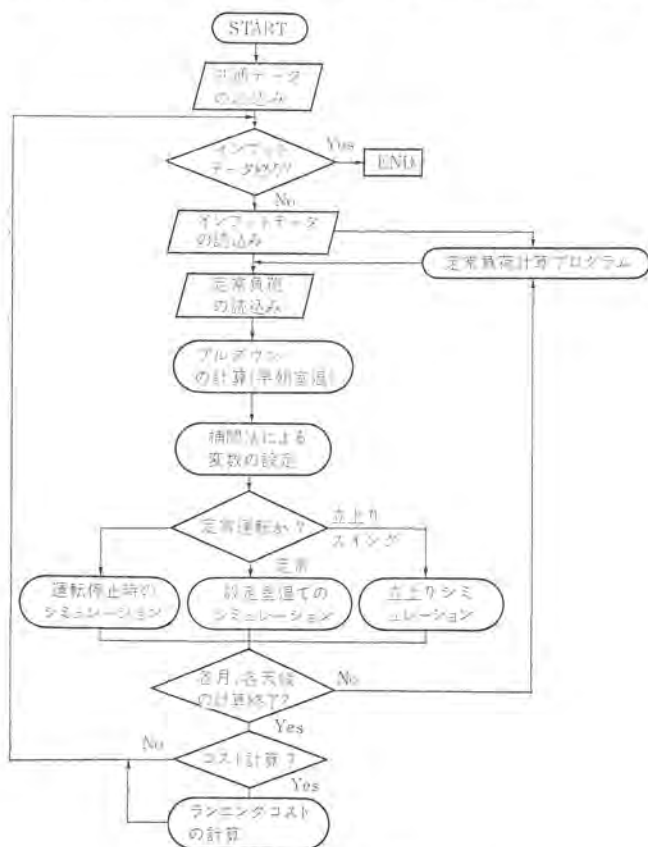 START
共通データ
の読込み
インプット
データ終り?
Yes
END
No
インプットデータ
の読込み
定常負荷計算プログラム
定常負荷
の読込み
プルダウン
の計算(早朝室温)
補間法による
変数の設定
定常運転か?
立上り
スイング
定常
運転停止時の
シミュレーション
設定室温での
シミュレーション
立上りシミ
ュレーション
各月、各天候
の計算終了?
No
Yes
No
コスト計算?
Yes
ランニングコスト
の計算